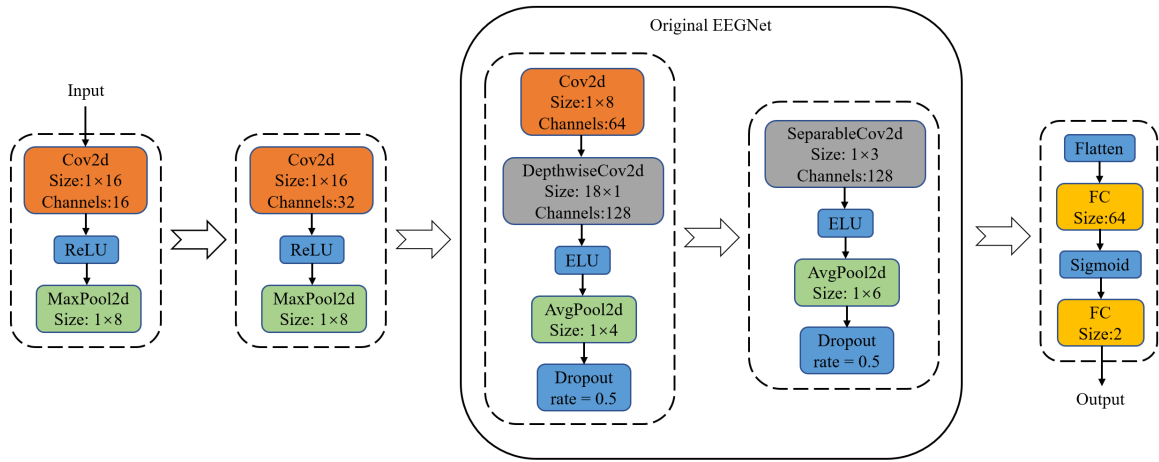 Original EEGNet
Input
Cov2d
Size:1×16
Channels:16
ReLU
MaxPool2d
Size: 1×8
Cov2d
Size:1×16
Channels:32
ReLU
MaxPool2d
Size: 1×8
Cov2d
Size:1×8
Channels:64
DepthwiseCov2d
Size: 18×1
Channels:128
ELU
AvgPool2d
Size: 1×4
Dropout
rate = 0.5
SeparableCov2d
Size: 1×3
Channels:128
ELU
AvgPool2d
Size: 1×6
Dropout
rate = 0.5
Flatten
FC
Size:64
Sigmoid
FC
Size:2
Output